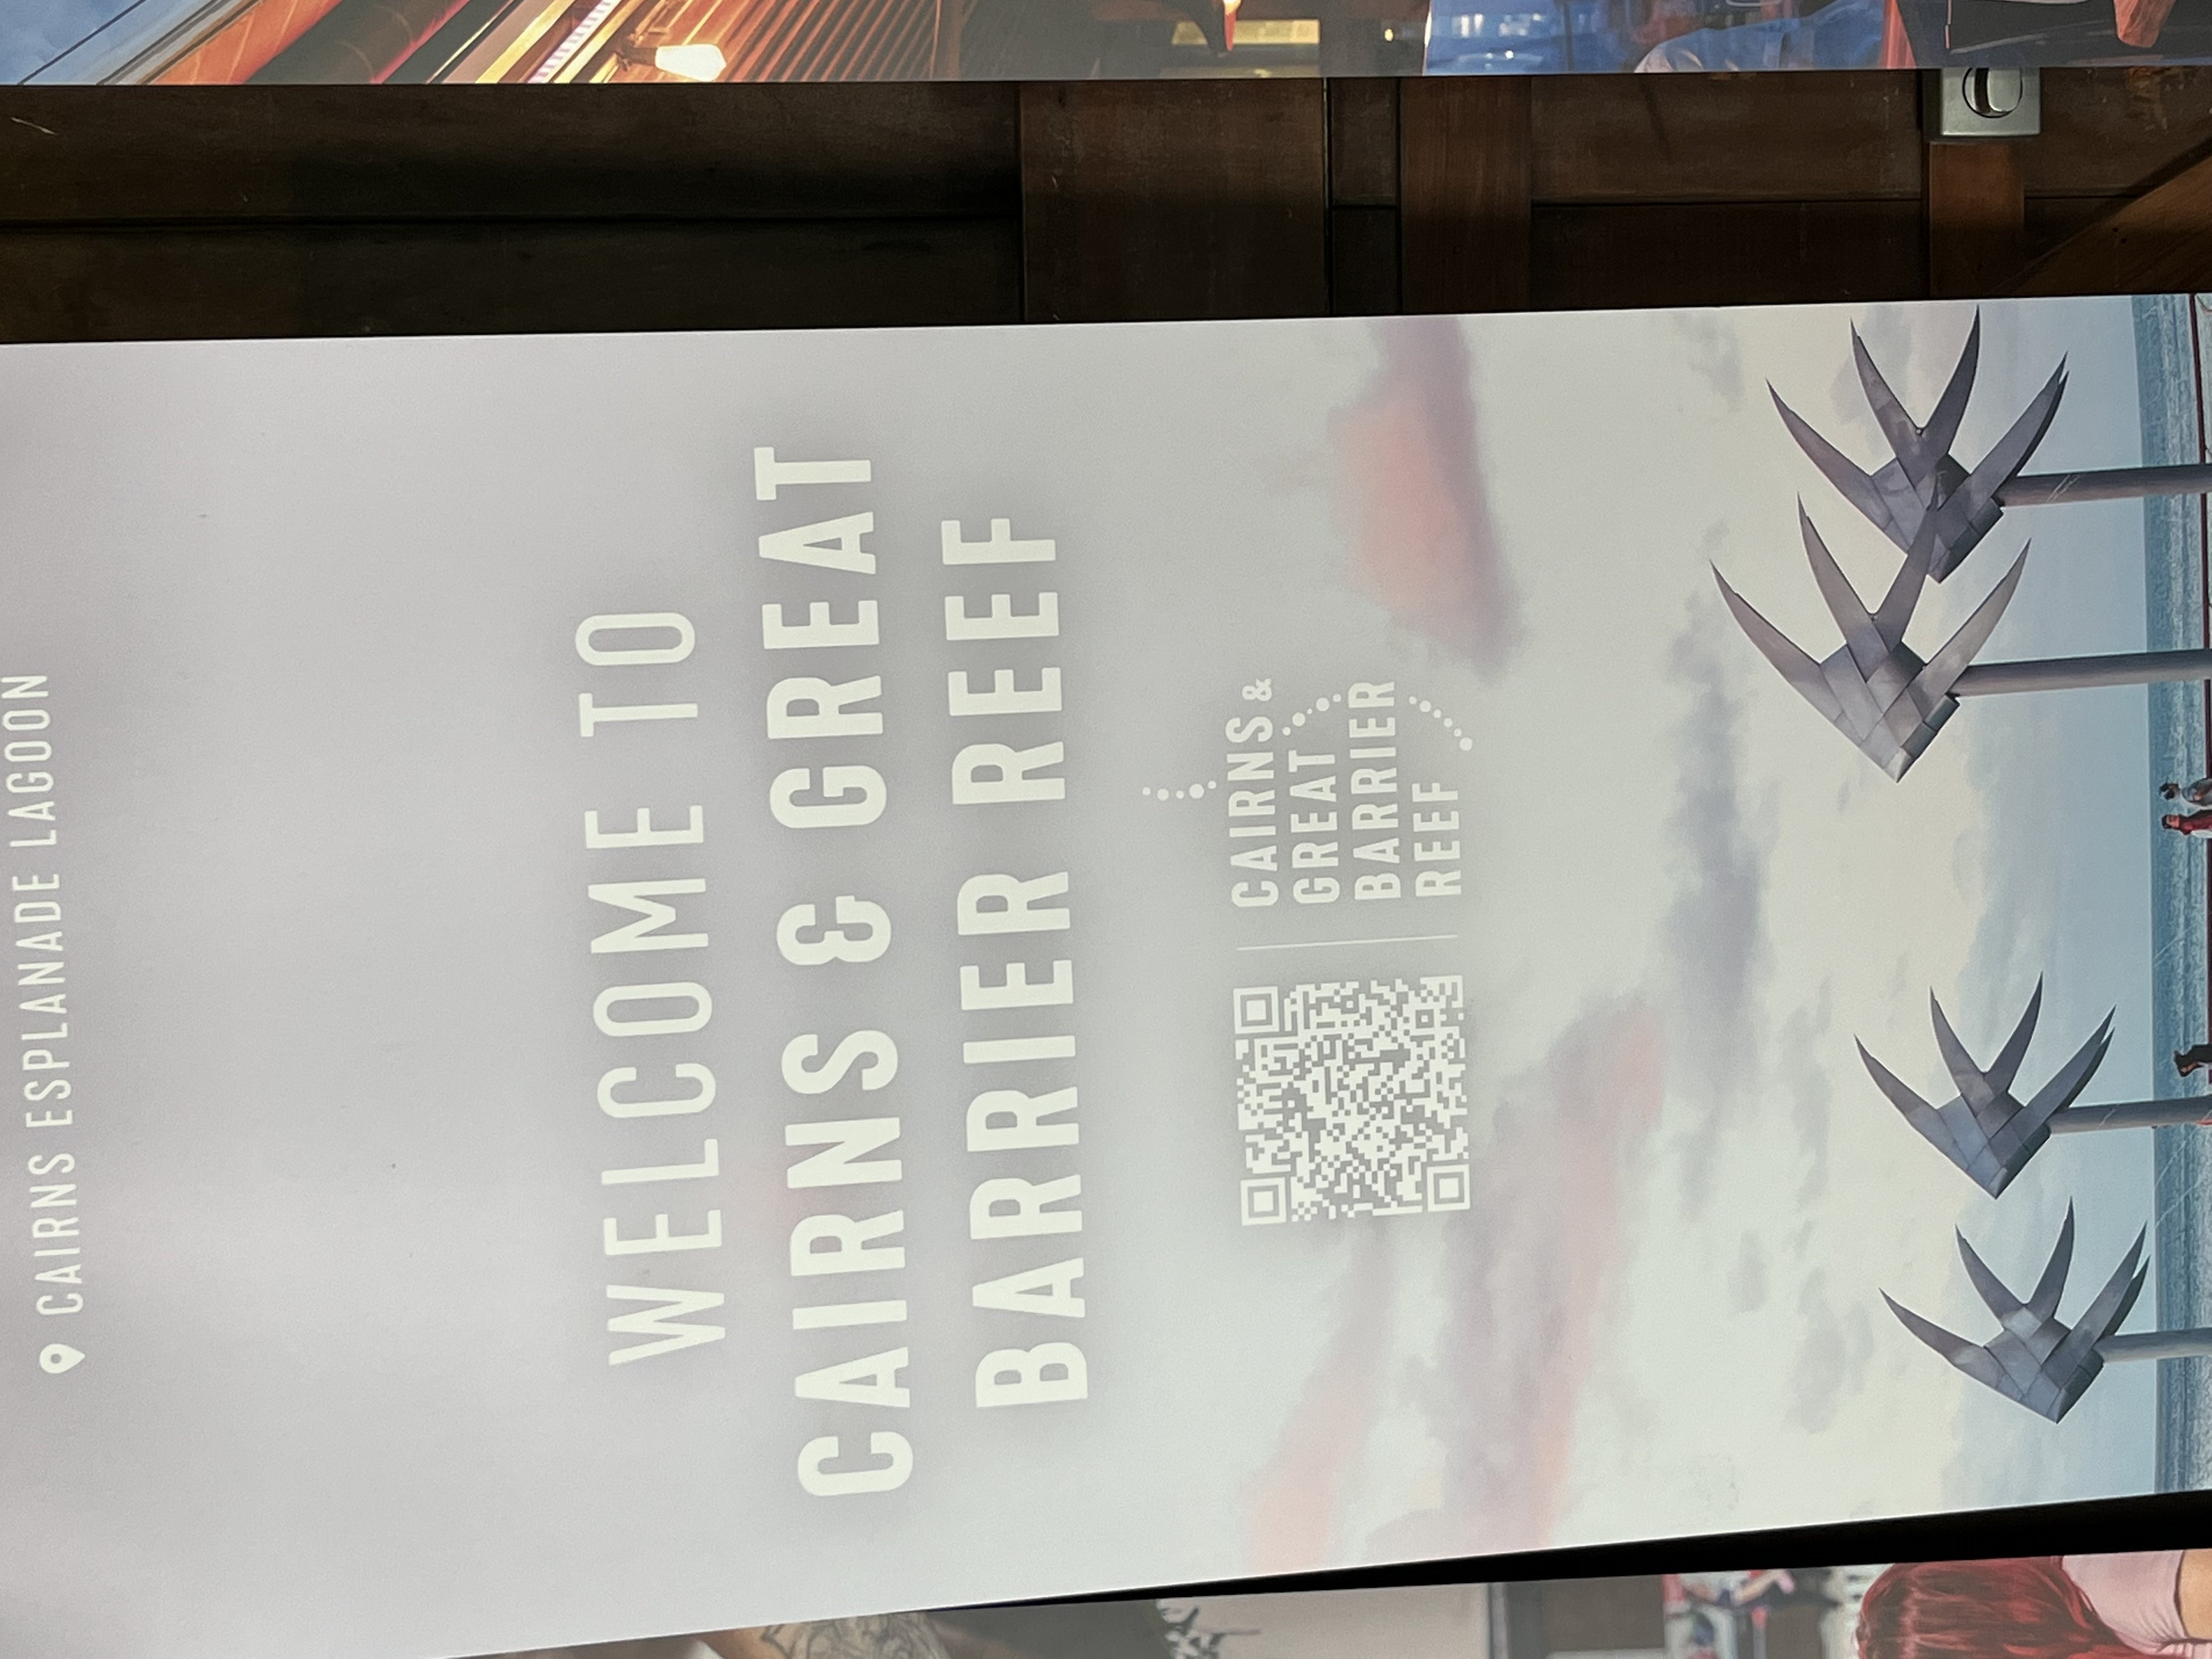 CAIRNS ESPLANADE LAGOON
WELCOME TO
CAIRNS & GREAT
BARRIER REEF
CAIRNS &
GREAT
BARRIER
REEF